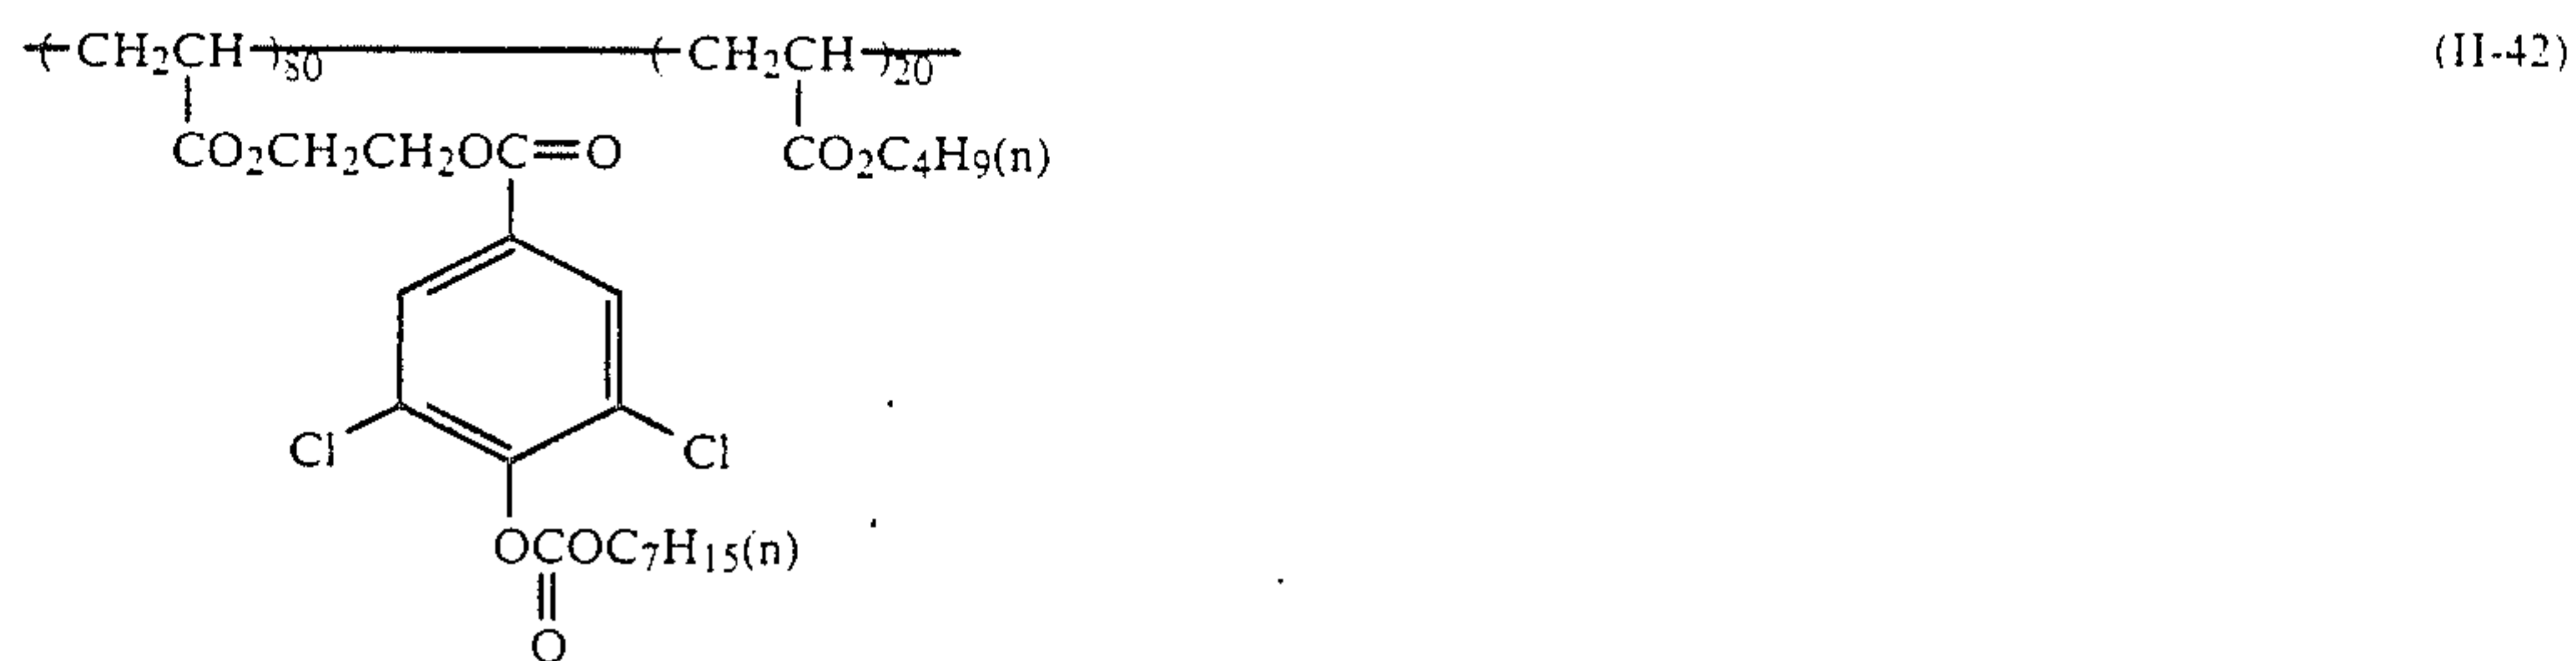 ( CH₂CH )₈₀ ( CH₂CH )₂₀ (II-42)
CO₂CH₂CH₂OC=O CO₂C₄H₉(n)
Cl Cl
OCOC₇H₁₅(n)
O